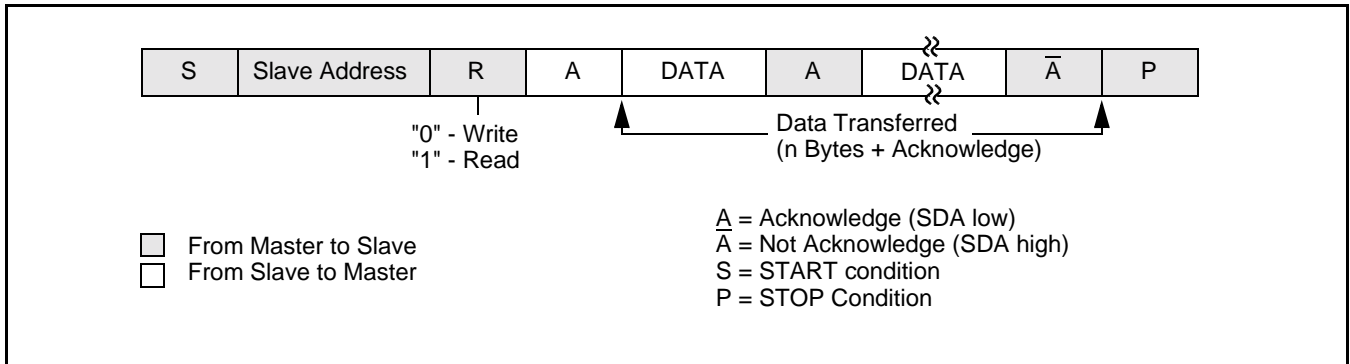 S Slave Address R A DATA A DATA A̅ P
"0" - Write
"1" - Read
Data Transferred
(n Bytes + Acknowledge)
From Master to Slave
From Slave to Master
A = Acknowledge (SDA low)
A̅ = Not Acknowledge (SDA high)
S = START condition
P = STOP Condition